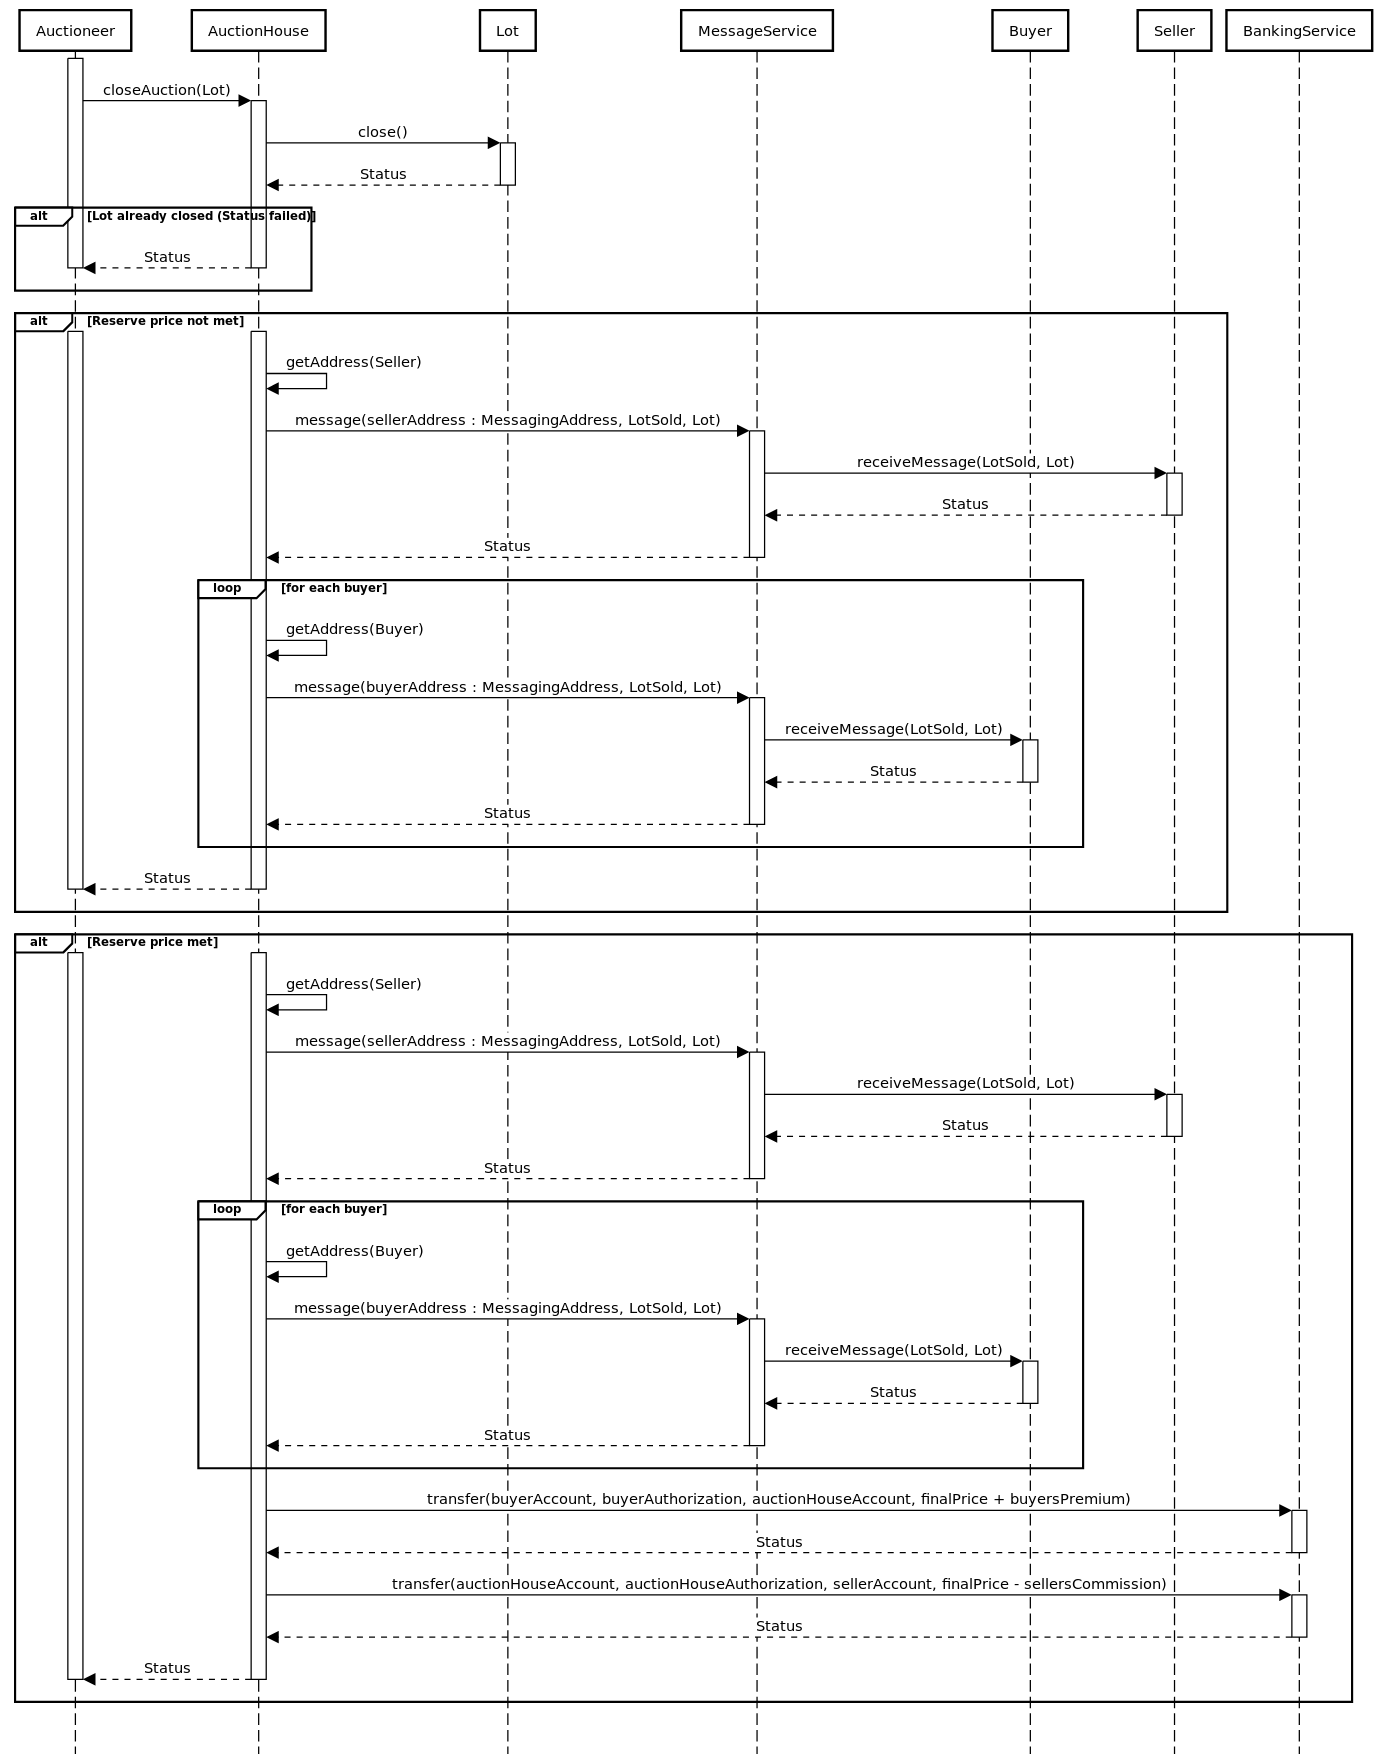 Auctioneer
AuctionHouse
Lot
MessageService
Buyer
Seller
BankingService
closeAuction(Lot)
close()
Status
alt
[Lot already closed (Status failed)]
Status
alt
[Reserve price not met]
getAddress(Seller)
message(sellerAddress : MessagingAddress, LotSold, Lot)
receiveMessage(LotSold, Lot)
Status
Status
loop
[for each buyer]
getAddress(Buyer)
message(buyerAddress : MessagingAddress, LotSold, Lot)
receiveMessage(LotSold, Lot)
Status
Status
Status
alt
[Reserve price met]
getAddress(Seller)
message(sellerAddress : MessagingAddress, LotSold, Lot)
receiveMessage(LotSold, Lot)
Status
Status
loop
[for each buyer]
getAddress(Buyer)
message(buyerAddress : MessagingAddress, LotSold, Lot)
receiveMessage(LotSold, Lot)
Status
Status
transfer(buyerAccount, buyerAuthorization, auctionHouseAccount, finalPrice + buyersPremium)
Status
transfer(auctionHouseAccount, auctionHouseAuthorization, sellerAccount, finalPrice - sellersCommission)
Status
Status